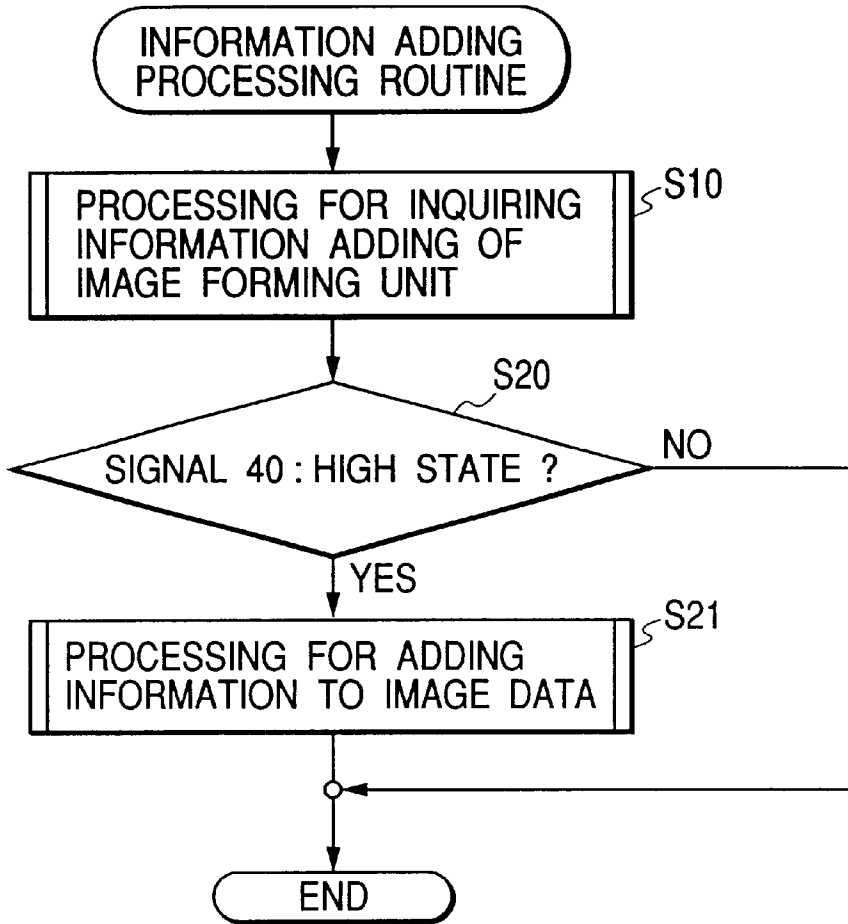 INFORMATION ADDING
PROCESSING ROUTINE
PROCESSING FOR INQUIRING
INFORMATION ADDING OF
IMAGE FORMING UNIT
S10
S20
SIGNAL 40 : HIGH STATE ?
NO
YES
S21
PROCESSING FOR ADDING
INFORMATION TO IMAGE DATA
END